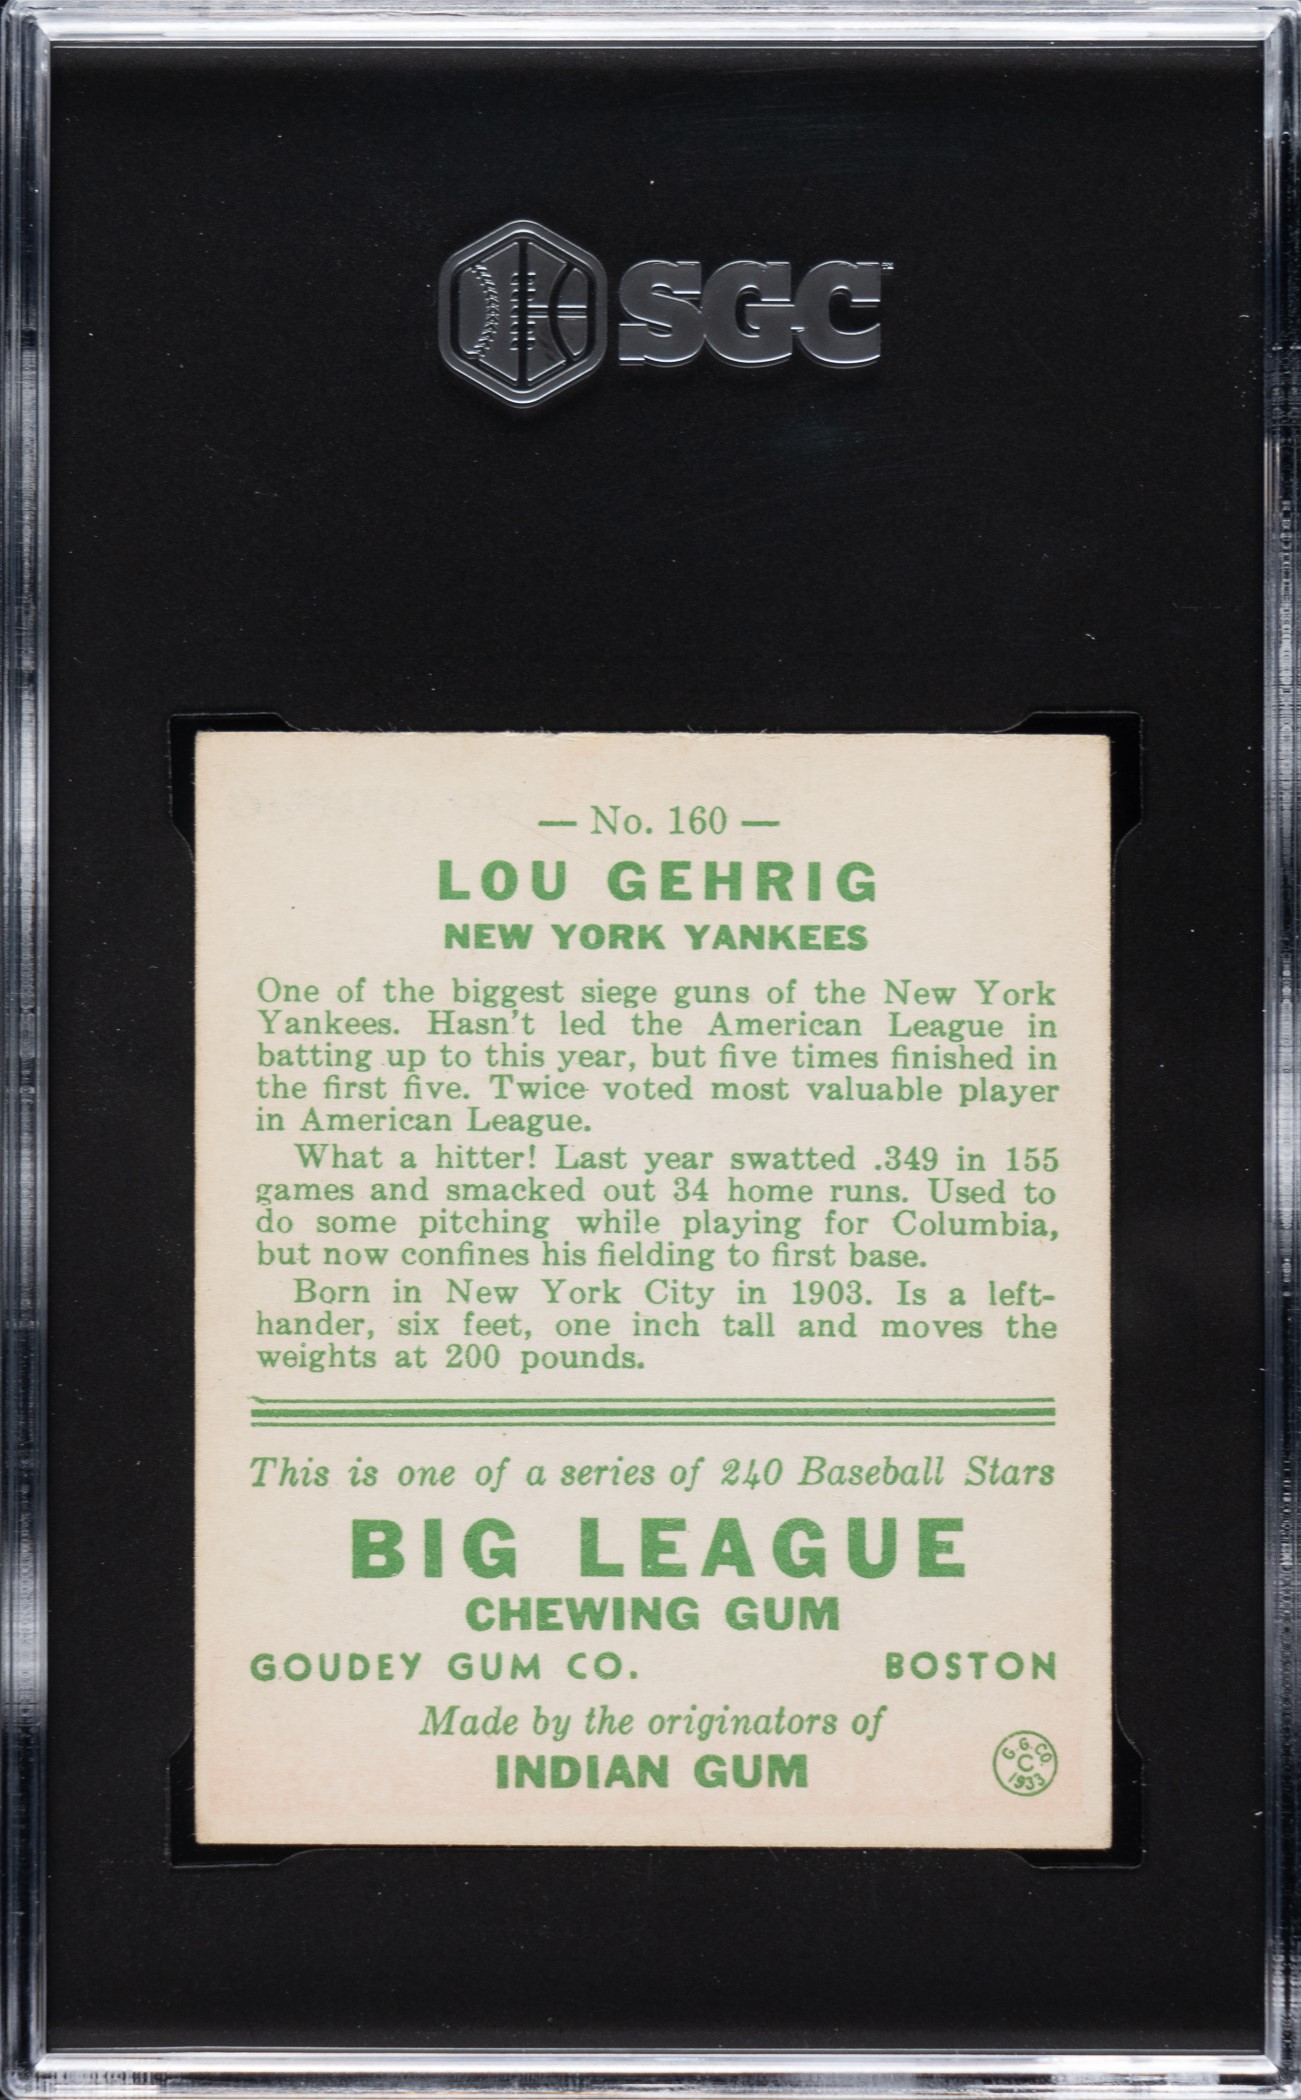 SGC
— No. 160 —
LOU GEHRIG
NEW YORK YANKEES
One of the biggest siege guns of the New York
Yankees. Hasn't led the American League in
batting up to this year, but five times finished in
the first five. Twice voted most valuable player
in American League.
What a hitter! Last year swatted .349 in 155
games and smacked out 34 home runs. Used to
do some pitching while playing for Columbia,
but now confines his fielding to first base.
Born in New York City in 1903. Is a left-
hander, six feet, one inch tall and moves the
weights at 200 pounds.
This is one of a series of 240 Baseball Stars
BIG LEAGUE
CHEWING GUM
GOUDEY GUM CO. BOSTON
Made by the originators of
INDIAN GUM
G. G. CO.
C
1933